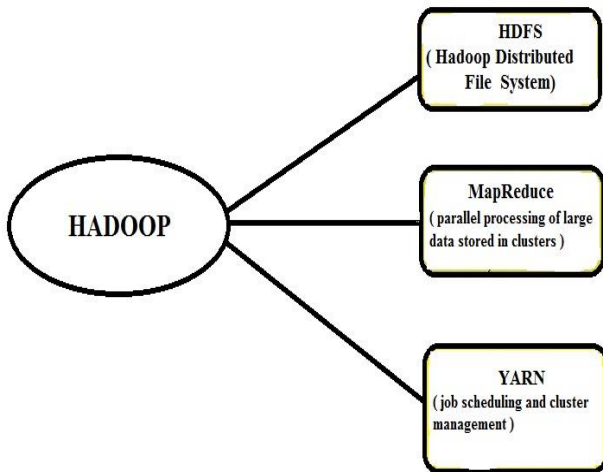 HDFS
( Hadoop Distributed
File System)
HADOOP
MapReduce
( parallel processing of large
data stored in clusters )
YARN
( job scheduling and cluster
management )